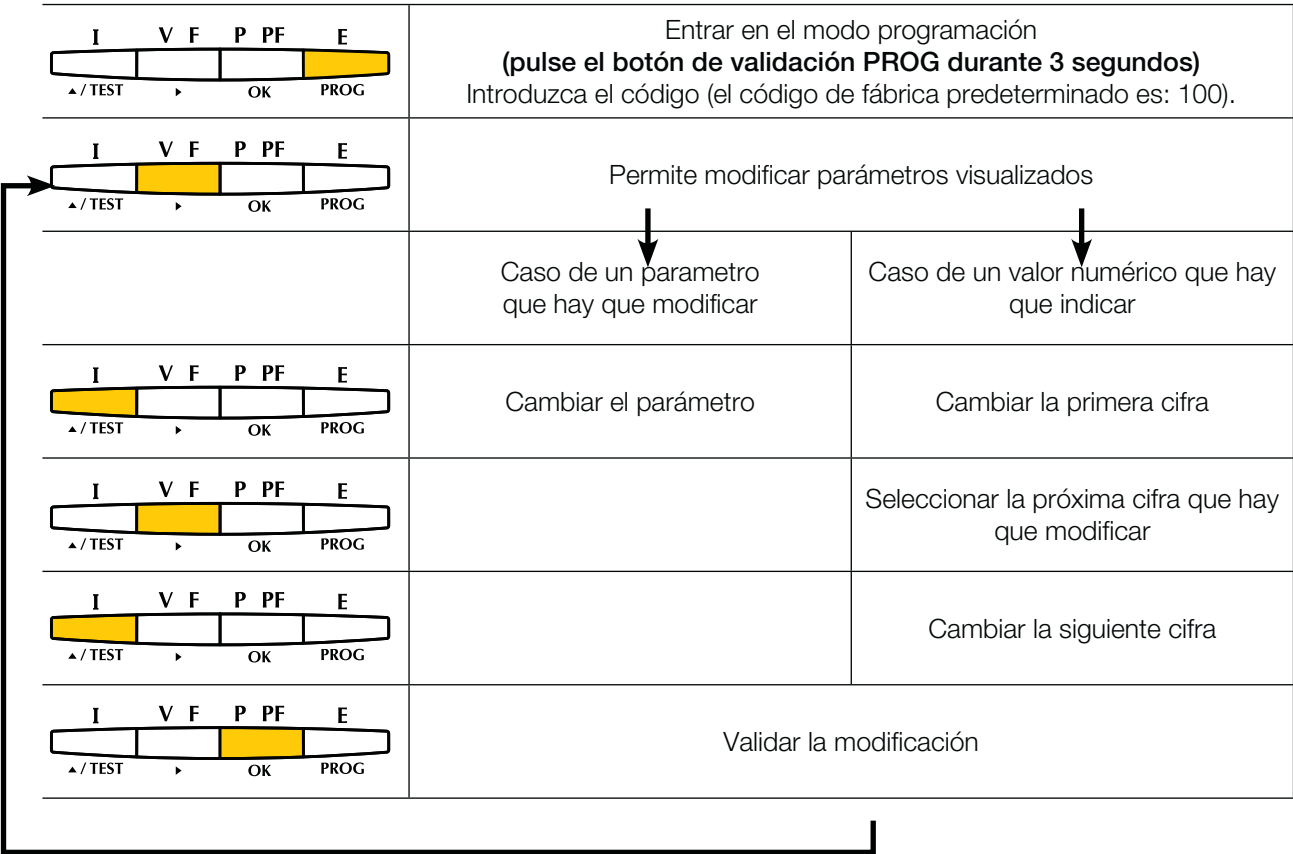 I V F P PF E
▲ / TEST ▶ OK PROG
Entrar en el modo programación
(pulse el botón de validación PROG durante 3 segundos)
Introduzca el código (el código de fábrica predeterminado es: 100).
I V F P PF E
▲ / TEST ▶ OK PROG
Permite modificar parámetros visualizados
Caso de un parametro
que hay que modificar
Caso de un valor numérico que hay
que indicar
I V F P PF E
▲ / TEST ▶ OK PROG
Cambiar el parámetro
Cambiar la primera cifra
I V F P PF E
▲ / TEST ▶ OK PROG
Seleccionar la próxima cifra que hay
que modificar
I V F P PF E
▲ / TEST ▶ OK PROG
Cambiar la siguiente cifra
I V F P PF E
▲ / TEST ▶ OK PROG
Validar la modificación